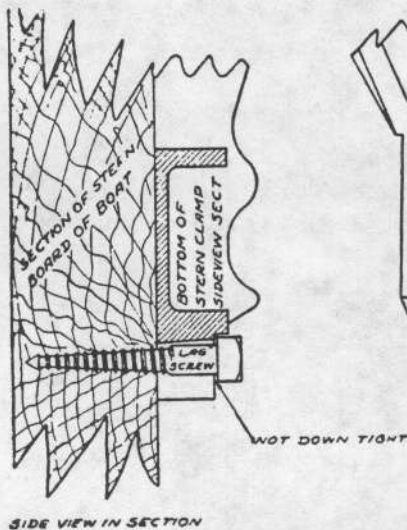 SECTION OF STERN
BOARD OF BOAT
BOTTOM OF
STERN CLAMP
SIDEVIEW SECT
LAG
SCREW
NOT DOWN TIGHT
SIDE VIEW IN SECTION